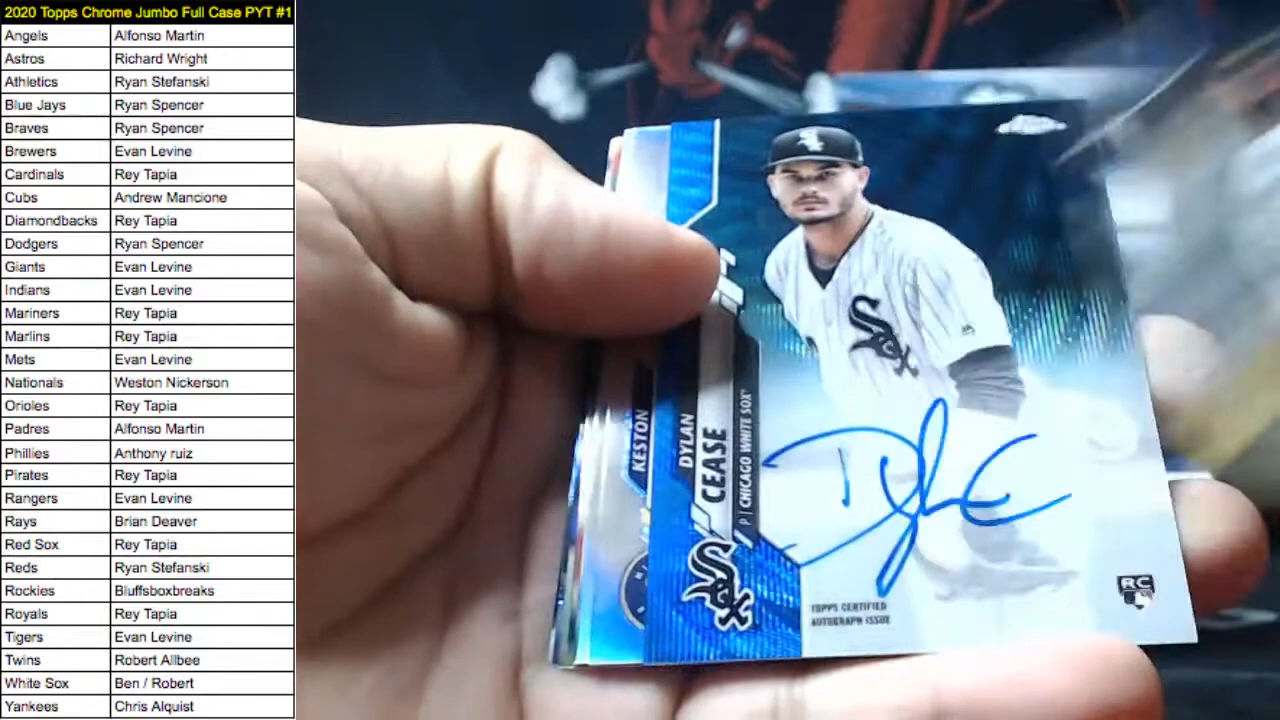 2020 Topps Chrome Jumbo Full Case PYT #1
Angels Alfonso Martin
Astros Richard Wright
Athletics Ryan Stefanski
Blue Jays Ryan Spencer
Braves Ryan Spencer
Brewers Evan Levine
Cardinals Rey Tapia
Cubs Andrew Mancione
Diamondbacks Rey Tapia
Dodgers Ryan Spencer
Giants Evan Levine
Indians Evan Levine
Mariners Rey Tapia
Marlins Rey Tapia
Mets Evan Levine
Nationals Weston Nickerson
Orioles Rey Tapia
Padres Alfonso Martin
Phillies Anthony ruiz
Pirates Rey Tapia
Rangers Evan Levine
Rays Brian Deaver
Red Sox Rey Tapia
Reds Ryan Stefanski
Rockies Bluffsboxbreaks
Royals Rey Tapia
Tigers Evan Levine
Twins Robert Allbee
White Sox Ben / Robert
Yankees Chris Alquist
KESTON
DYLAN
CEASE
P | CHICAGO WHITE SOX
Sox
Sox
TOPPS CERTIFIED
AUTOGRAPH ISSUE
RC